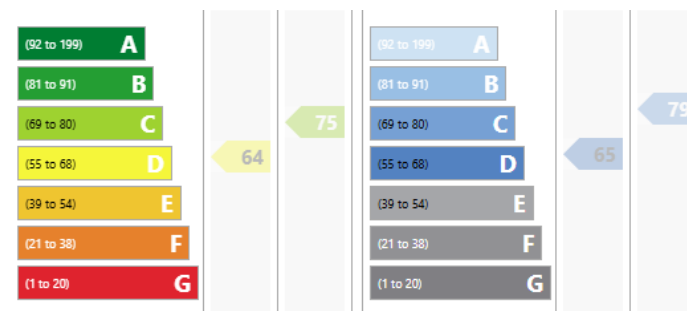 (92 to 199) A
(81 to 91) B
(69 to 80) C
(55 to 68) D
(39 to 54) E
(21 to 38) F
(1 to 20) G
64
75
(92 to 199) A
(81 to 91) B
(69 to 80) C
(55 to 68) D
(39 to 54) E
(21 to 38) F
(1 to 20) G
65
79